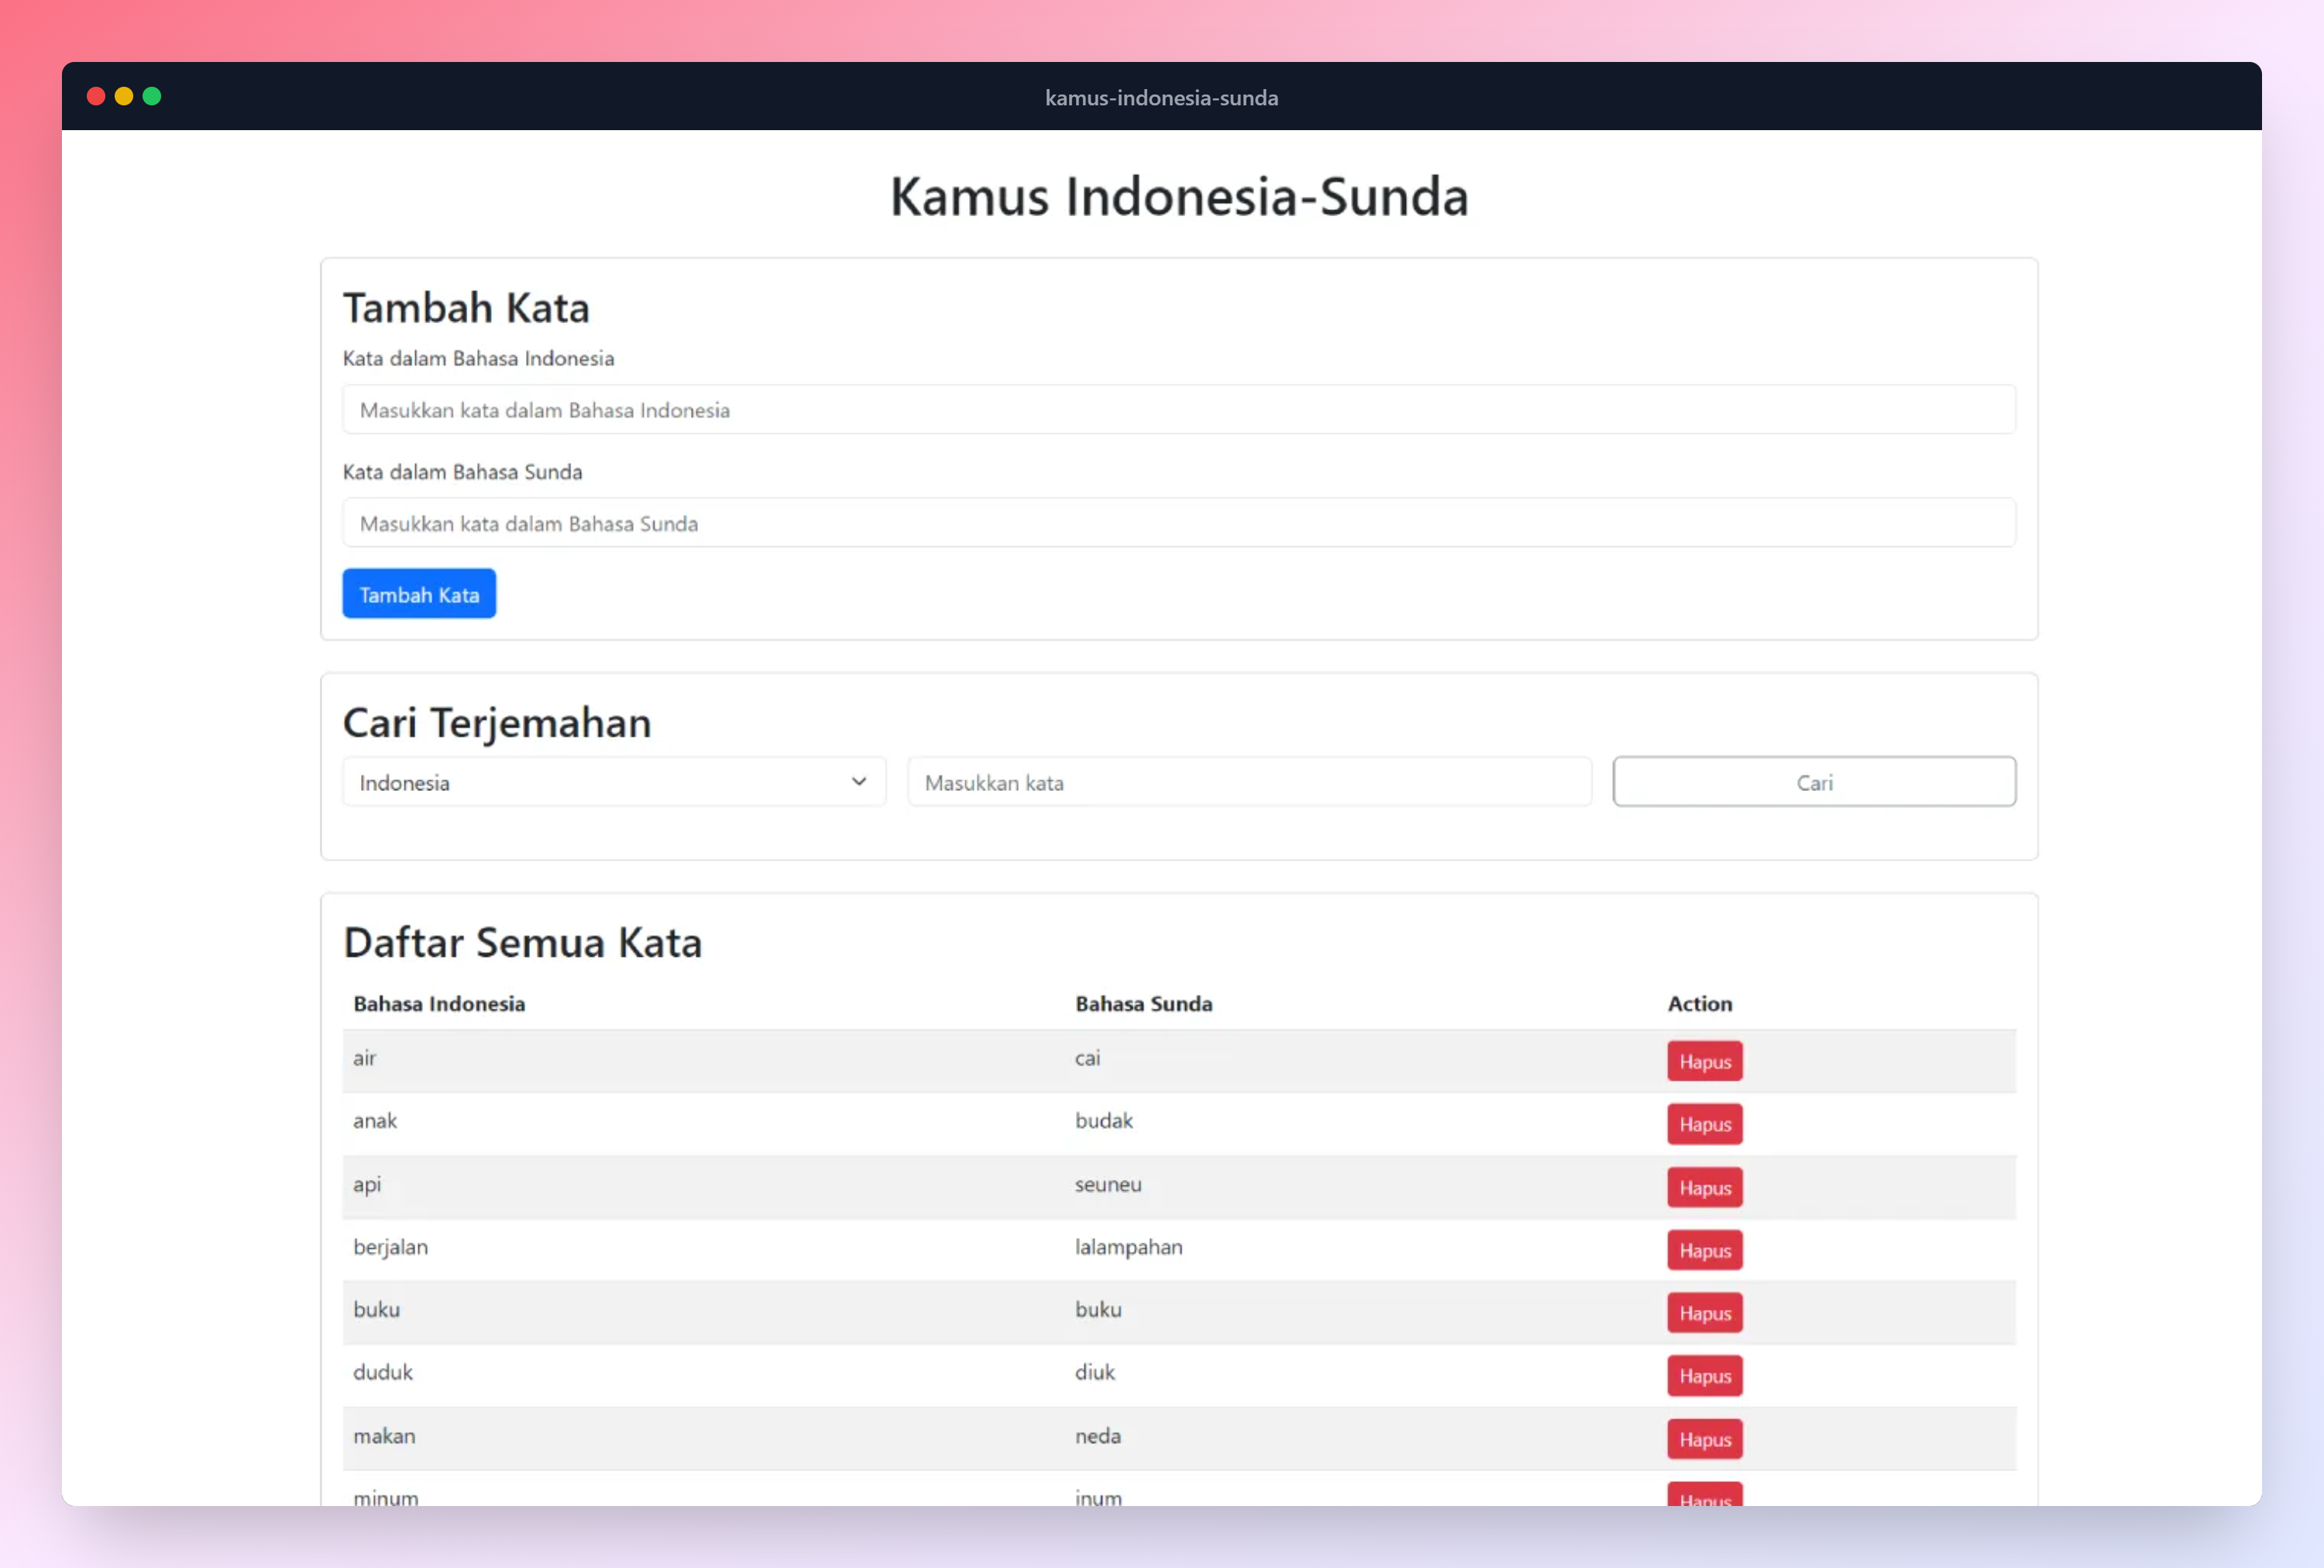 kamus-indonesia-sunda
Kamus Indonesia-Sunda
Tambah Kata
Kata dalam Bahasa Indonesia
Masukkan kata dalam Bahasa Indonesia
Kata dalam Bahasa Sunda
Masukkan kata dalam Bahasa Sunda
Tambah Kata
Cari Terjemahan
Indonesia Masukkan kata Cari
Daftar Semua Kata
Bahasa Indonesia Bahasa Sunda Action
air cai Hapus
anak budak Hapus
api seuneu Hapus
berjalan lalampahan Hapus
buku buku Hapus
duduk diuk Hapus
makan neda Hapus
minum inum Hapus